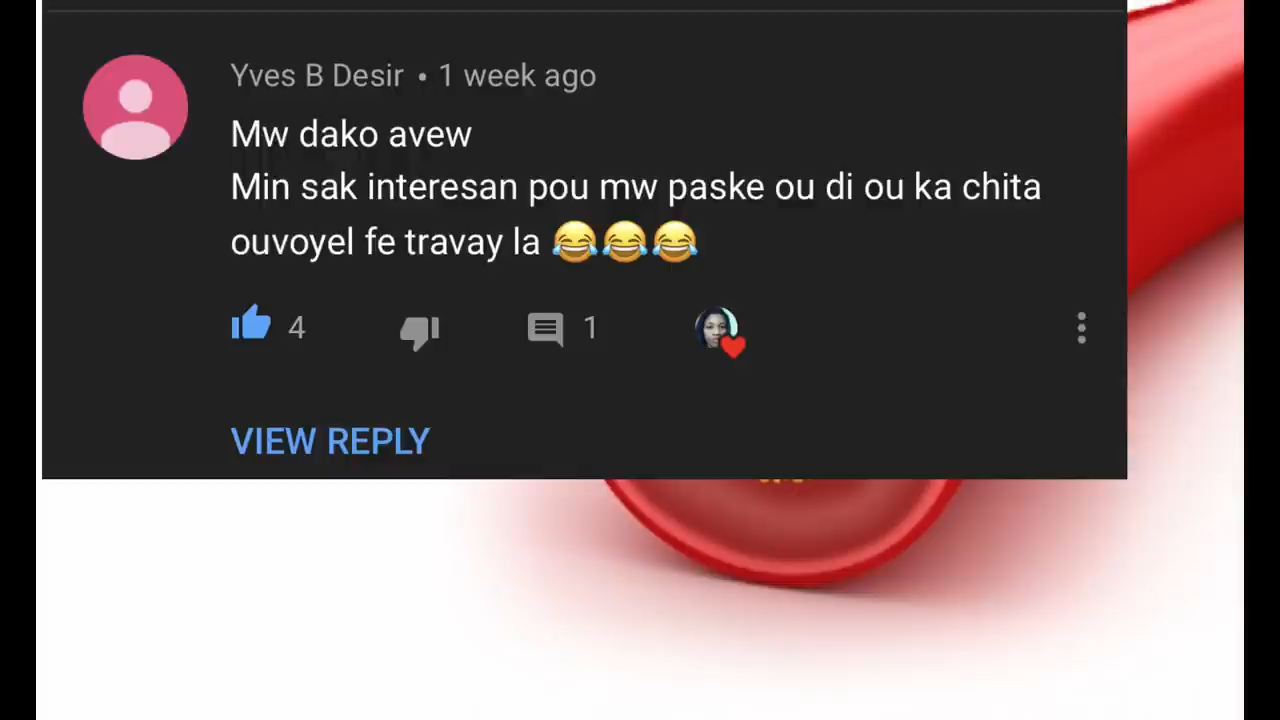 Yves B Desir • 1 week ago
Mw dako avew
Min sak interesan pou mw paske ou di ou ka chita
ouvoyel fe travay la 😂😂😂
4
1
VIEW REPLY